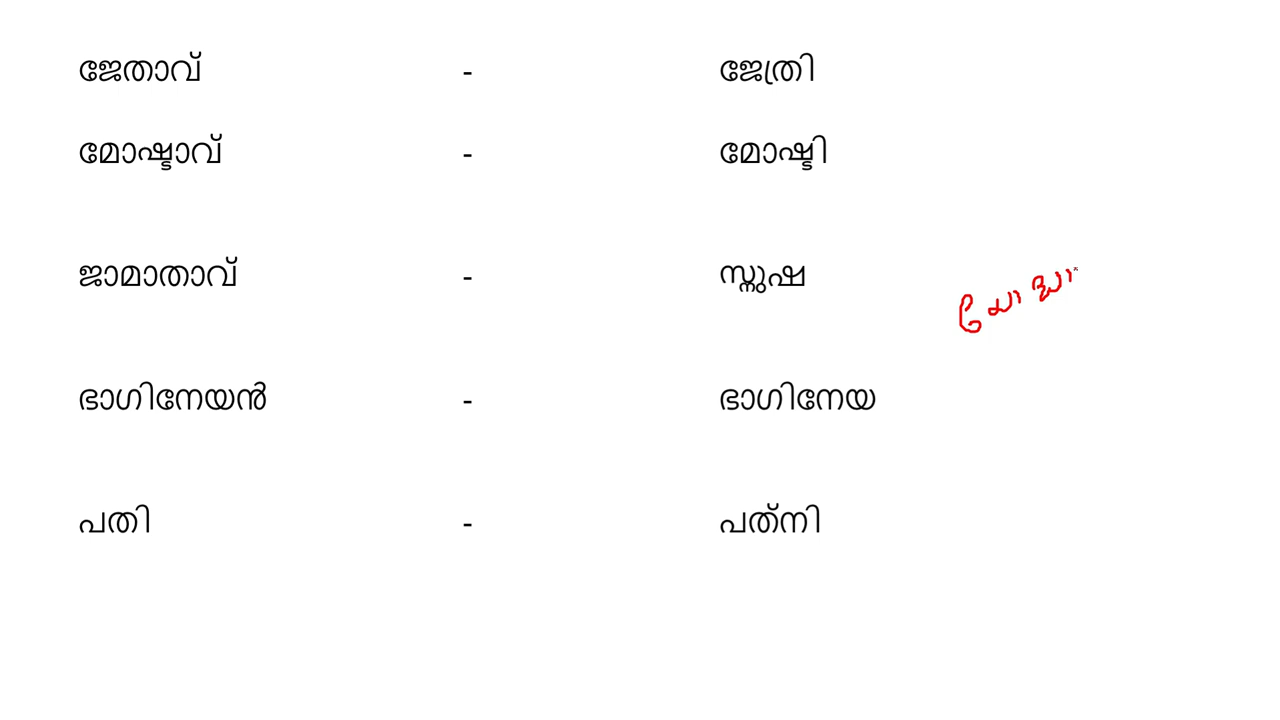 ജേതാവ് - ജേത്രി
മോഷ്ടാവ് - മോഷ്ടി
ജാമാതാവ് - സ്നുഷ
ഭാഗിനേയൻ - ഭാഗിനേയ
പതി - പത്നി